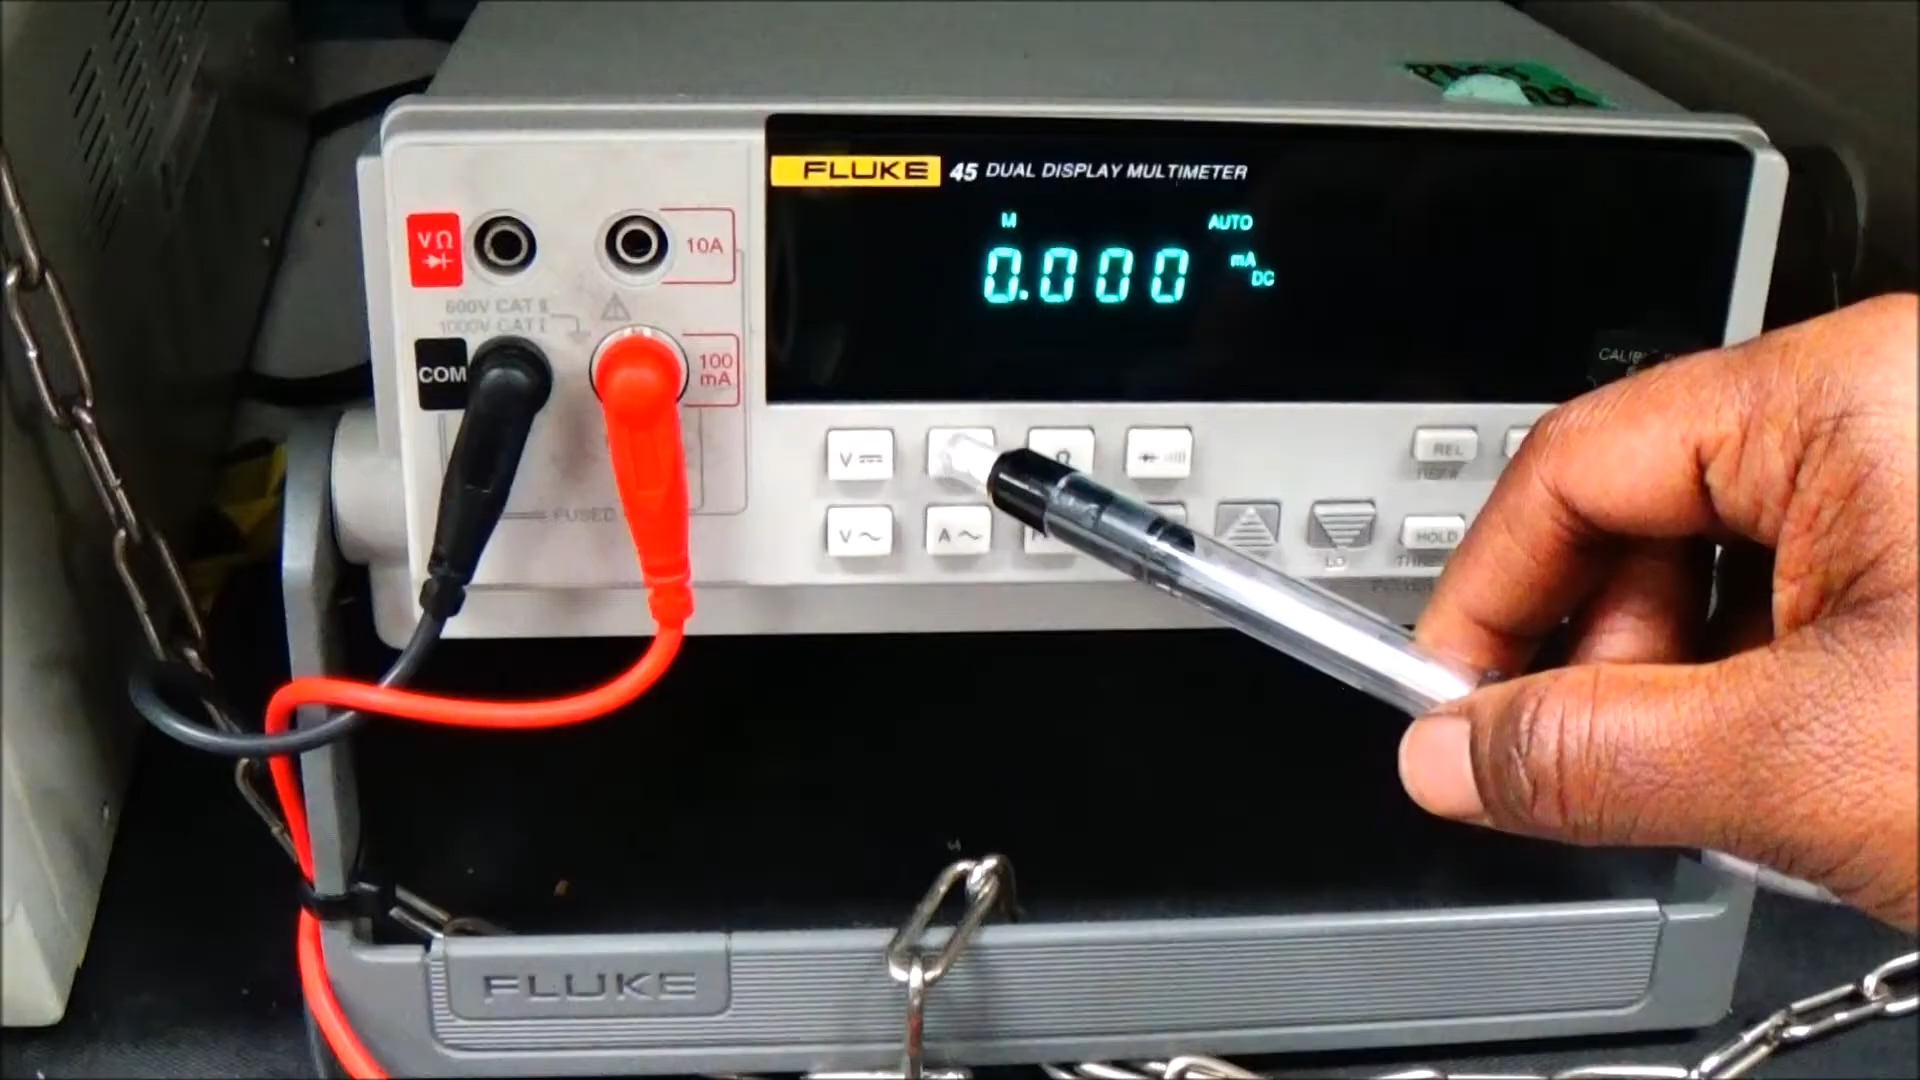 PASS
FLUKE 45 DUAL DISPLAY MULTIMETER
M AUTO
0.000 mA DC
VΩ
10A
600V CAT II
1000V CAT I
COM
100 mA
FUSED
V
Ω
REL
V A
HOLD
LO
FLUKE